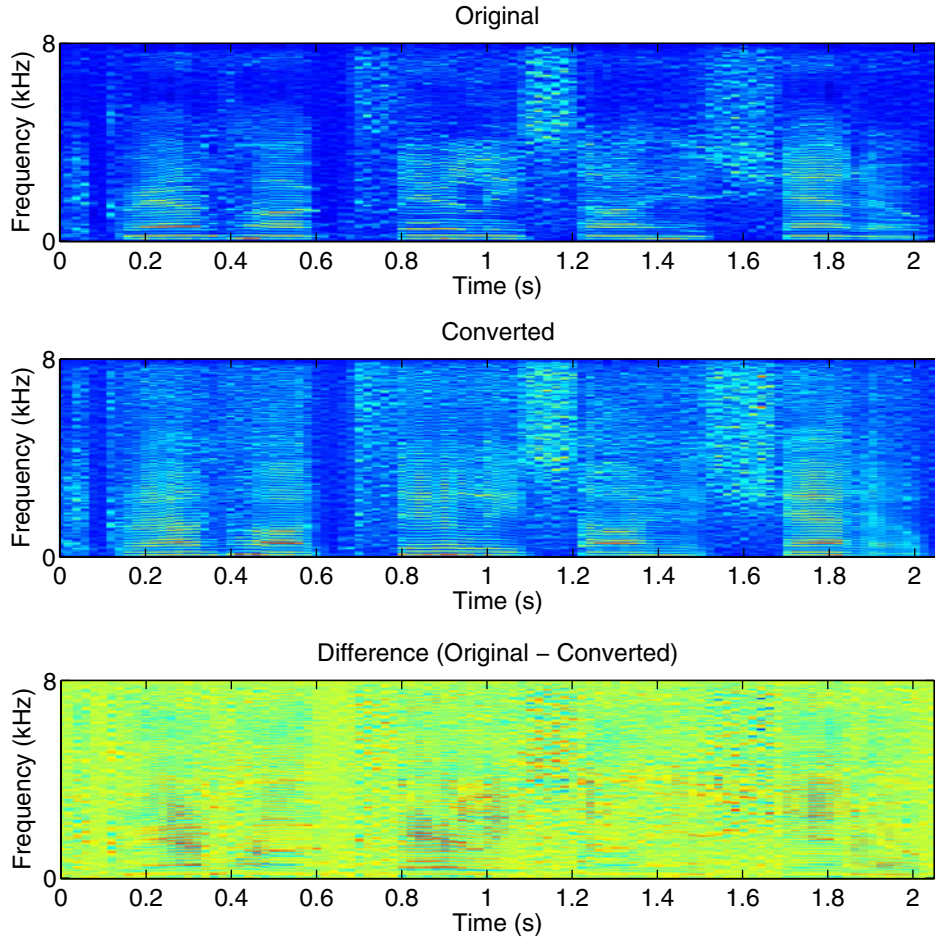 Original
8
Frequency (kHz)
0
0 0.2 0.4 0.6 0.8 1 1.2 1.4 1.6 1.8 2
Time (s)
Converted
8
Frequency (kHz)
0
0 0.2 0.4 0.6 0.8 1 1.2 1.4 1.6 1.8 2
Time (s)
Difference (Original − Converted)
8
Frequency (kHz)
0
0 0.2 0.4 0.6 0.8 1 1.2 1.4 1.6 1.8 2
Time (s)